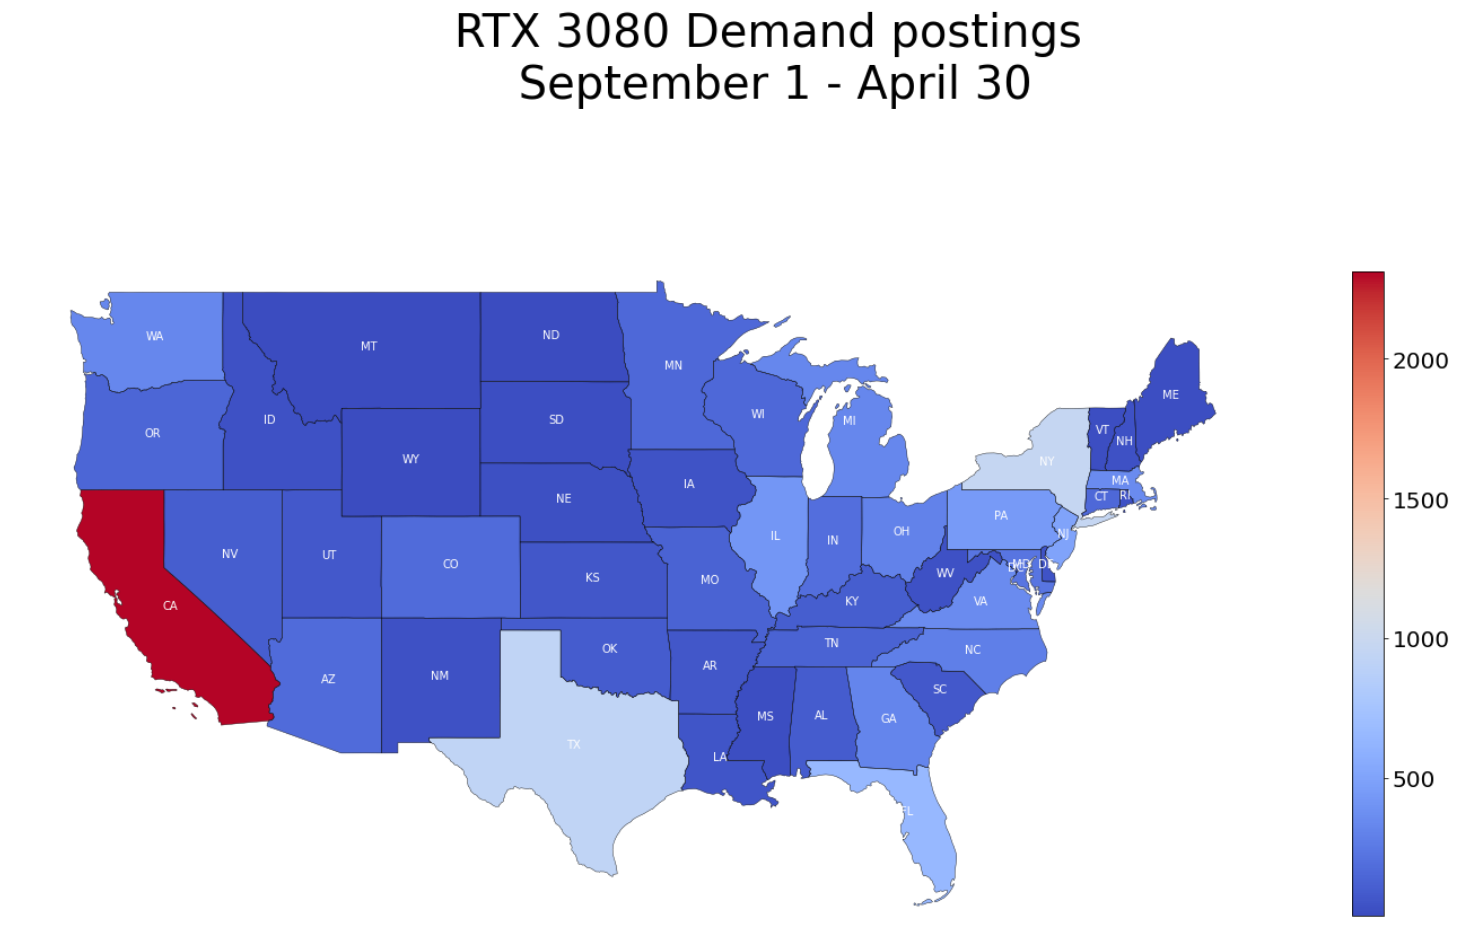 RTX 3080 Demand postings
September 1 - April 30
WA
MT
ND
MN
ME
OR
ID
SD
WI
MI
VT
NH
WY
NY
MA
IA
CT
RI
NE
PA
NV
UT
CO
IL
IN
OH
NJ
KS
MO
WV
DC
MD
DE
CA
KY
VA
TN
NC
OK
AR
AZ
NM
SC
MS
AL
GA
TX
LA
FL
2000
1500
1000
500